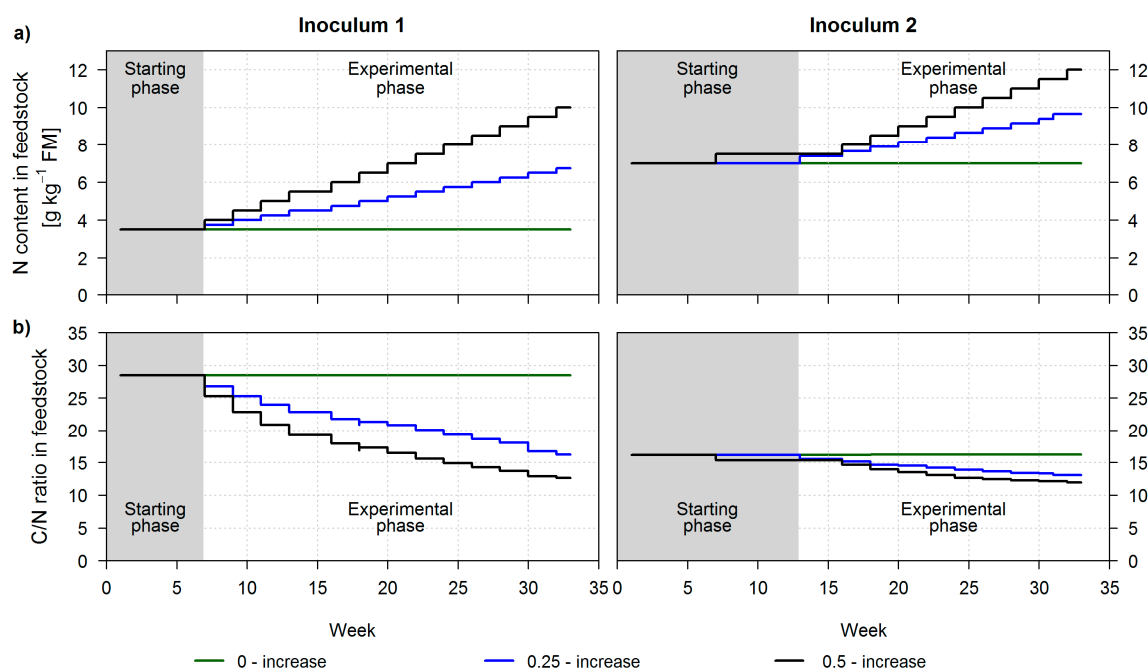 Inoculum 1 Inoculum 2
a)
N content in feedstock
[g kg⁻¹ FM]
12
10
8
6
4
2
0
Starting
phase
Experimental
phase
Starting
phase
Experimental
phase
12
10
8
6
4
2
0
b)
C/N ratio in feedstock
35
30
25
20
15
10
5
0
Starting
phase
Experimental
phase
Starting
phase
Experimental
phase
35
30
25
20
15
10
5
0
0 5 10 15 20 25 30 35 0 5 10 15 20 25 30 35
Week Week
0 - increase 0.25 - increase 0.5 - increase